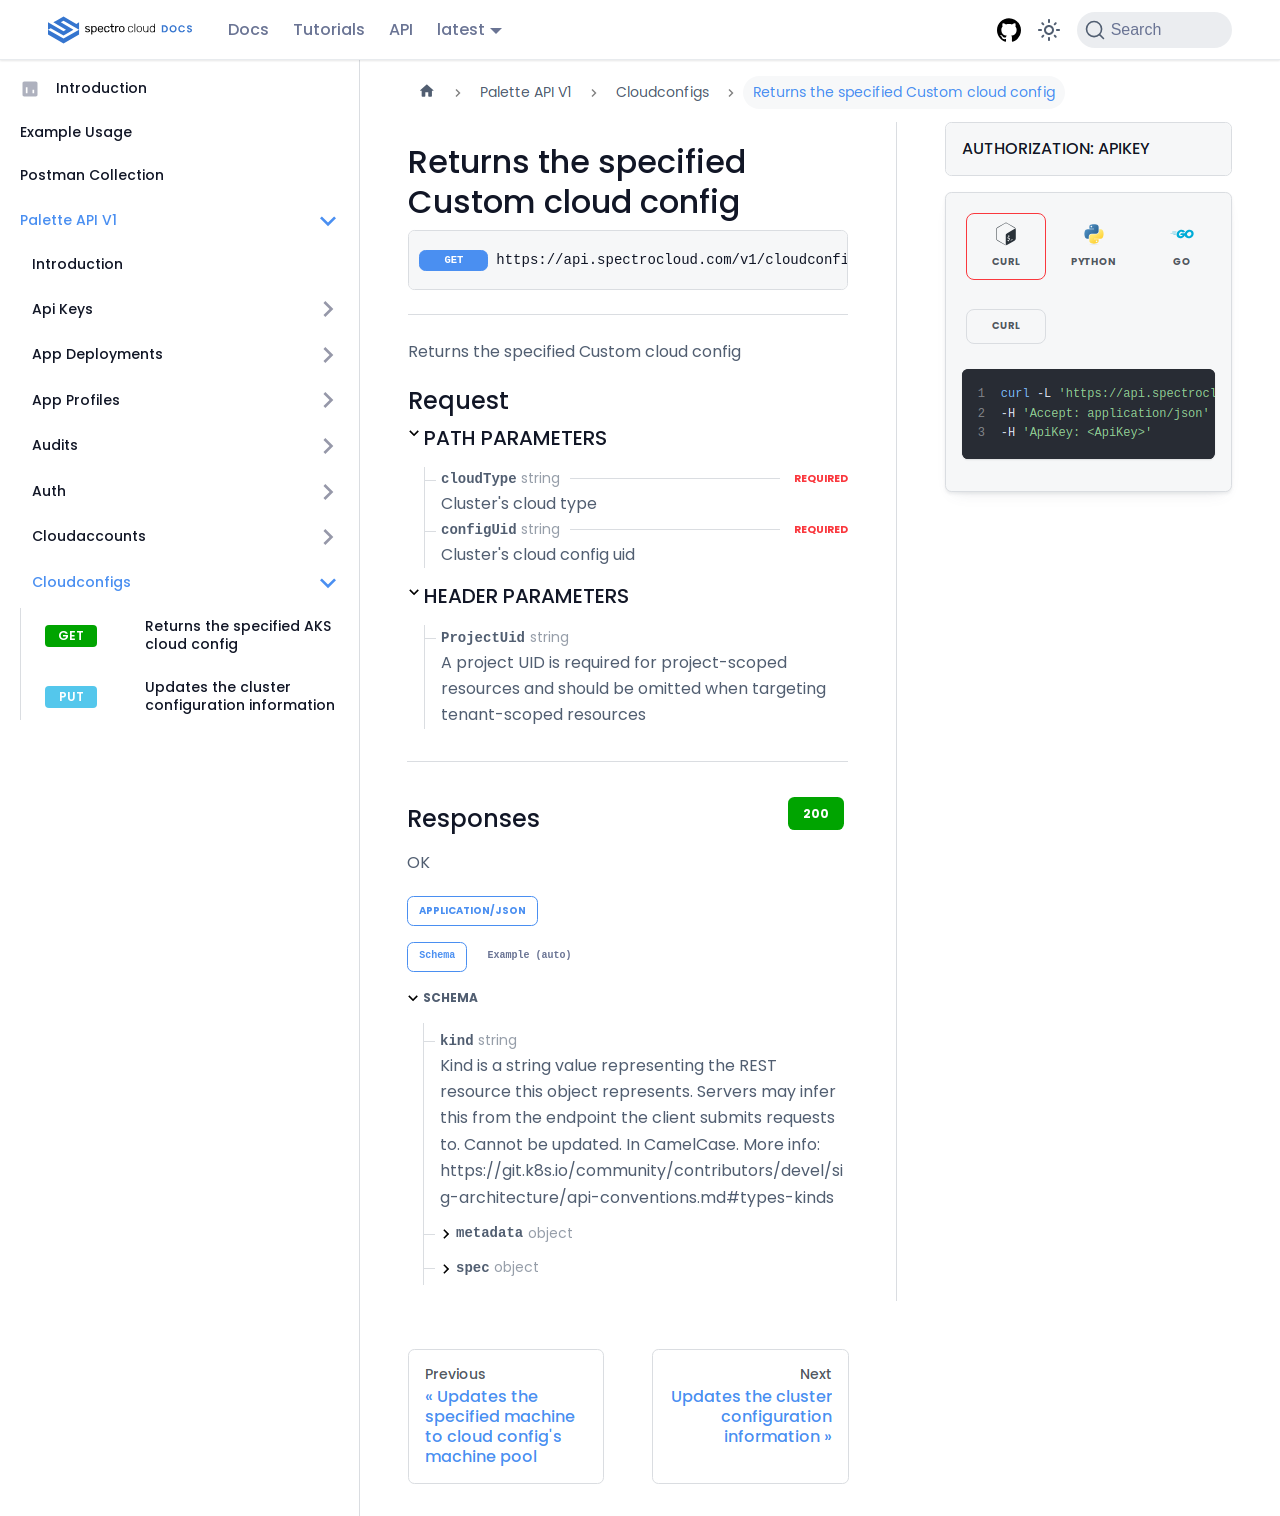 spectro cloud DOCS
Docs
Tutorials
API
latest
Search
Introduction
Example Usage
Postman Collection
Palette API V1
Introduction
Api Keys
App Deployments
App Profiles
Audits
Auth
Cloudaccounts
Cloudconfigs
GET
Returns the specified AKS
cloud config
PUT
Updates the cluster
configuration information
Palette API V1
Cloudconfigs
Returns the specified Custom cloud config
Returns the specified
Custom cloud config
GET https://api.spectrocloud.com/v1/cloudconfi
Returns the specified Custom cloud config
Request
PATH PARAMETERS
cloudType string REQUIRED
Cluster's cloud type
configUid string REQUIRED
Cluster's cloud config uid
HEADER PARAMETERS
ProjectUid string
A project UID is required for project-scoped
resources and should be omitted when targeting
tenant-scoped resources
Responses
200
OK
APPLICATION/JSON
Schema
Example (auto)
SCHEMA
kind string
Kind is a string value representing the REST
resource this object represents. Servers may infer
this from the endpoint the client submits requests
to. Cannot be updated. In CamelCase. More info:
https://git.k8s.io/community/contributors/devel/si
g-architecture/api-conventions.md#types-kinds
metadata object
spec object
Previous
« Updates the
specified machine
to cloud config's
machine pool
Next
Updates the cluster
configuration
information »
AUTHORIZATION: APIKEY
CURL
PYTHON
GO
GO
CURL
1 curl -L 'https://api.spectrocl
2 -H 'Accept: application/json'
3 -H 'ApiKey: <ApiKey>'